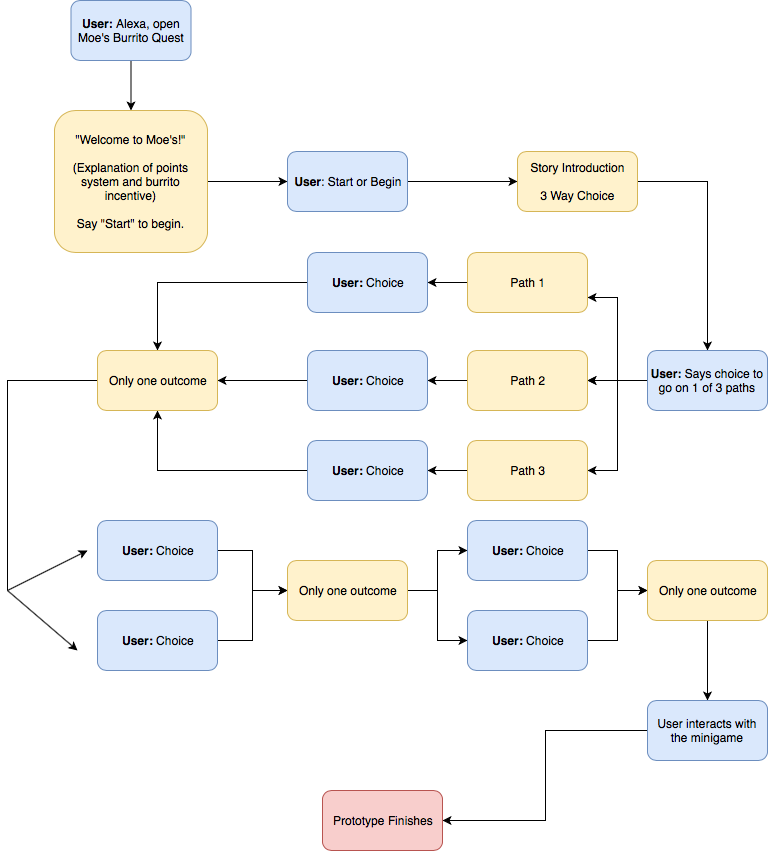 User: Alexa, open
Moe's Burrito Quest
"Welcome to Moe's!"
(Explanation of points
system and burrito
incentive)
Say "Start" to begin.
User: Start or Begin
Story Introduction
3 Way Choice
User: Choice
Path 1
Only one outcome
User: Choice
Path 2
User: Says choice to
go on 1 of 3 paths
User: Choice
Path 3
User: Choice
User: Choice
Only one outcome
User: Choice
User: Choice
Only one outcome
User interacts with
the minigame
Prototype Finishes